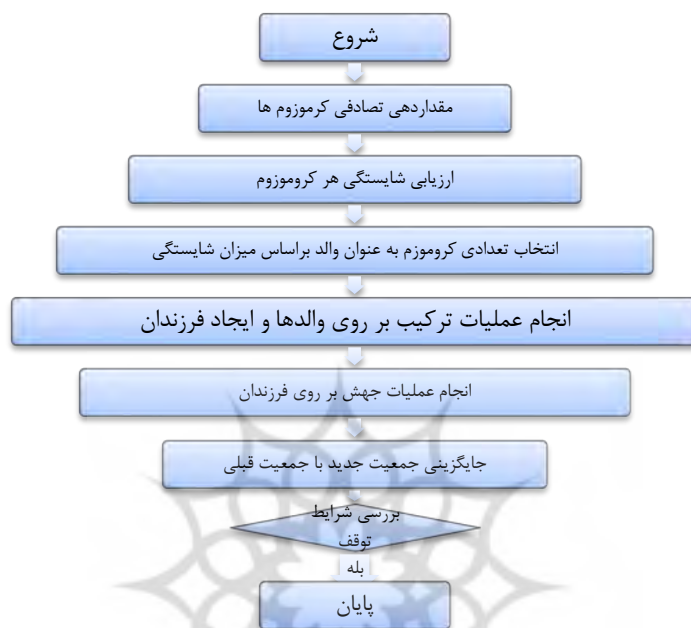 شروع
مقداردهی تصادفی کرموزوم ها
ارزیابی شایستگی هر کروموزوم
انتخاب تعدادی کروموزم به عنوان والد براساس میزان شایستگی
انجام عملیات ترکیب بر روی والدها و ایجاد فرزندان
انجام عملیات جهش بر روی فرزندان
جایگزینی جمعیت جدید با جمعیت قبلی
بررسی شرایط
توقف
بله
پایان